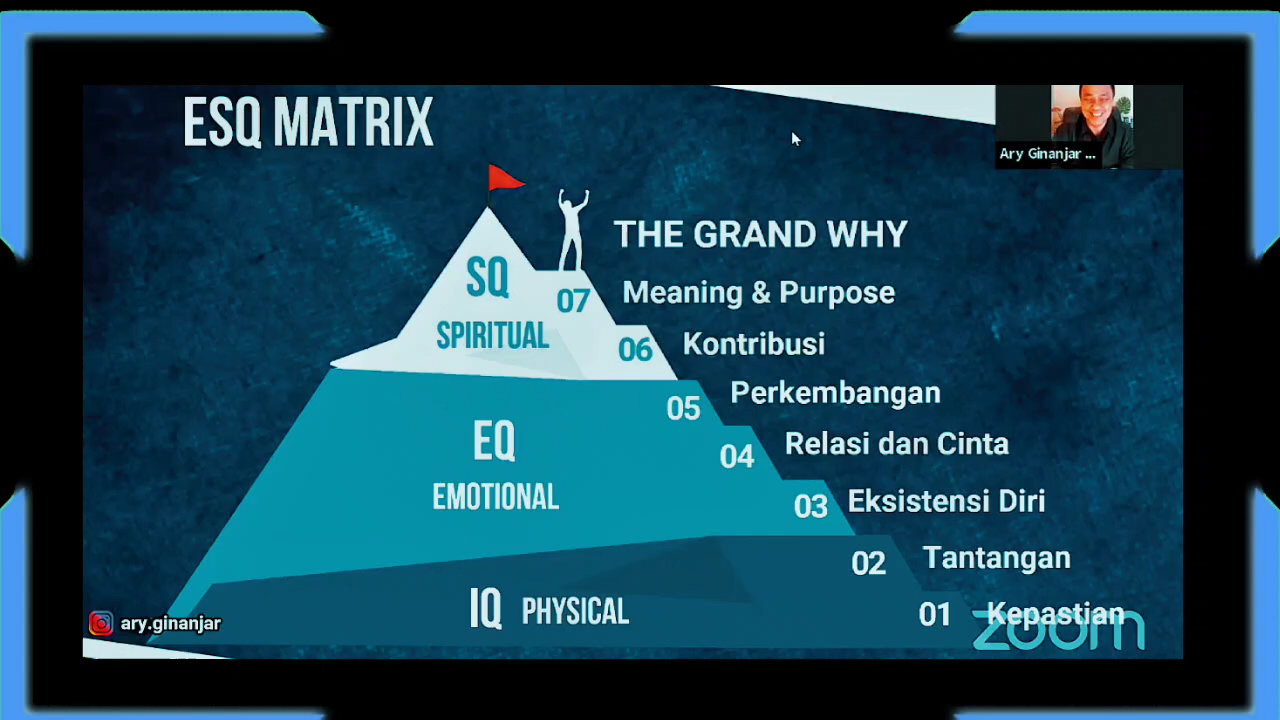 ESQ MATRIX
Ary Ginanjar ...
THE GRAND WHY
SQ
SPIRITUAL
07 Meaning & Purpose
06 Kontribusi
05 Perkembangan
EQ
EMOTIONAL
04 Relasi dan Cinta
03 Eksistensi Diri
02 Tantangan
IQ PHYSICAL
01 Kepastian
ary.ginanjar
zoom